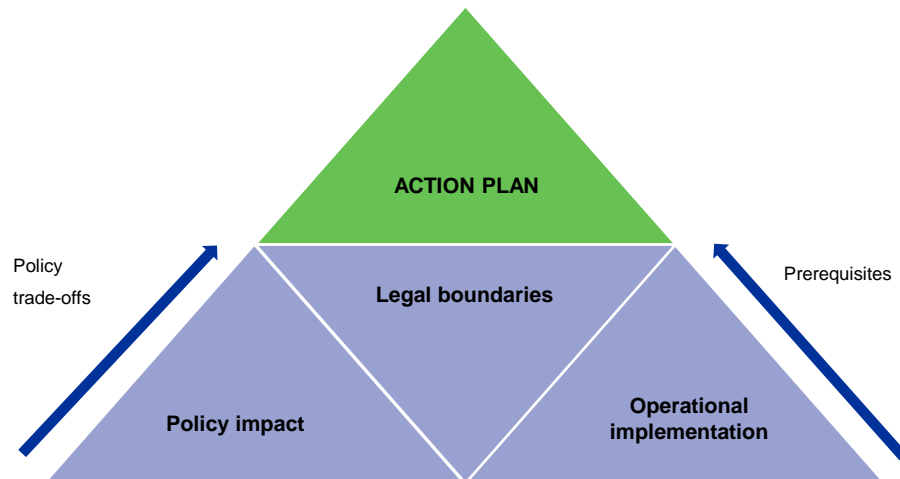 ACTION PLAN
Policy
trade-offs
Prerequisites
Legal boundaries
Policy impact
Operational
implementation